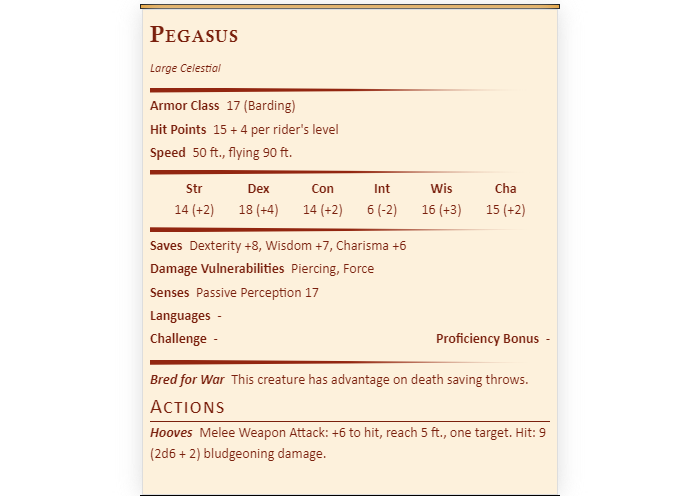 Pegasus
Large Celestial
Armor Class 17 (Barding)
Hit Points 15 + 4 per rider's level
Speed 50 ft., flying 90 ft.
Str Dex Con Int Wis Cha
14 (+2) 18 (+4) 14 (+2) 6 (-2) 16 (+3) 15 (+2)
Saves Dexterity +8, Wisdom +7, Charisma +6
Damage Vulnerabilities Piercing, Force
Senses Passive Perception 17
Languages -
Challenge - Proficiency Bonus -
Bred for War This creature has advantage on death saving throws.
Actions
Hooves Melee Weapon Attack: +6 to hit, reach 5 ft., one target. Hit: 9
(2d6 + 2) bludgeoning damage.